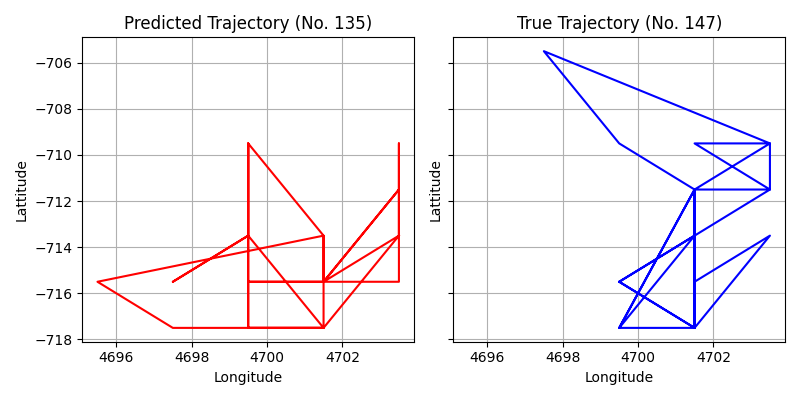 Predicted Trajectory (No. 135)
True Trajectory (No. 147)
Lattitude
−706
−708
−710
−712
−714
−716
−718
4696 4698 4700 4702
Longitude
Lattitude
4696 4698 4700 4702
Longitude